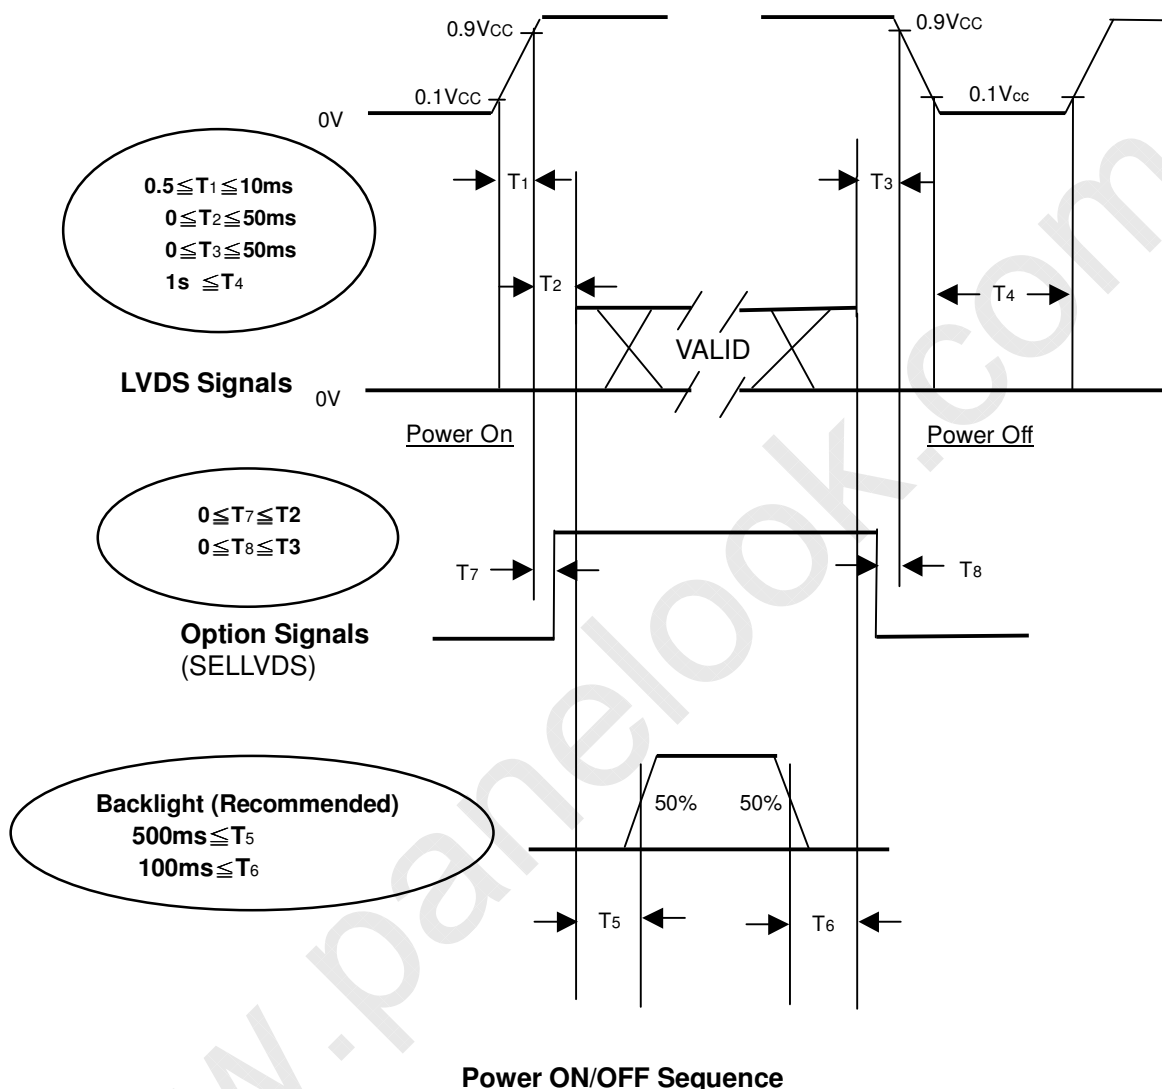 0.9VCC
0.9VCC
0.1VCC
0.1Vcc
0V
0.5≦T1≦10ms
0≦T2≦50ms
0≦T3≦50ms
1s ≦T4
T1
T3
T2
T4
VALID
LVDS Signals
0V
Power On
Power Off
0≦T7≦T2
0≦T8≦T3
T7
T8
Option Signals
(SELLVDS)
Backlight (Recommended)
500ms≦T5
100ms≦T6
50%
50%
T5
T6
Power ON/OFF Sequence
w.panelook.com